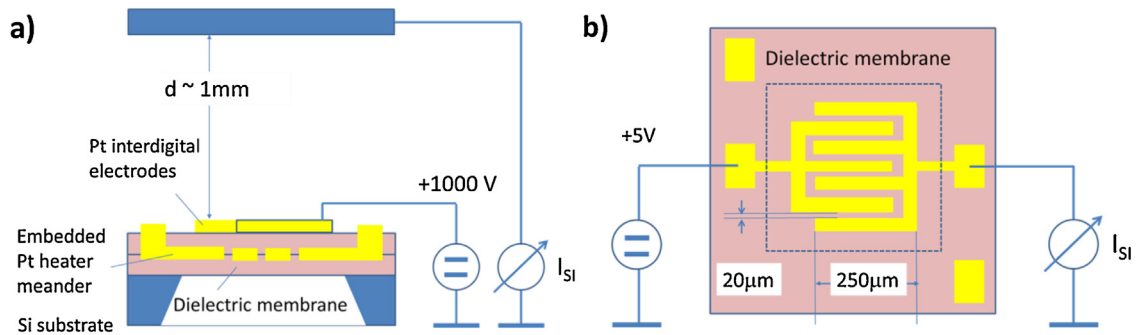 a)
d ~ 1mm
Pt interdigital
electrodes
+1000 V
Embedded
Pt heater
meander
Dielectric membrane
Si substrate
I_SI
b)
Dielectric membrane
+5V
20μm
250μm
I_SI